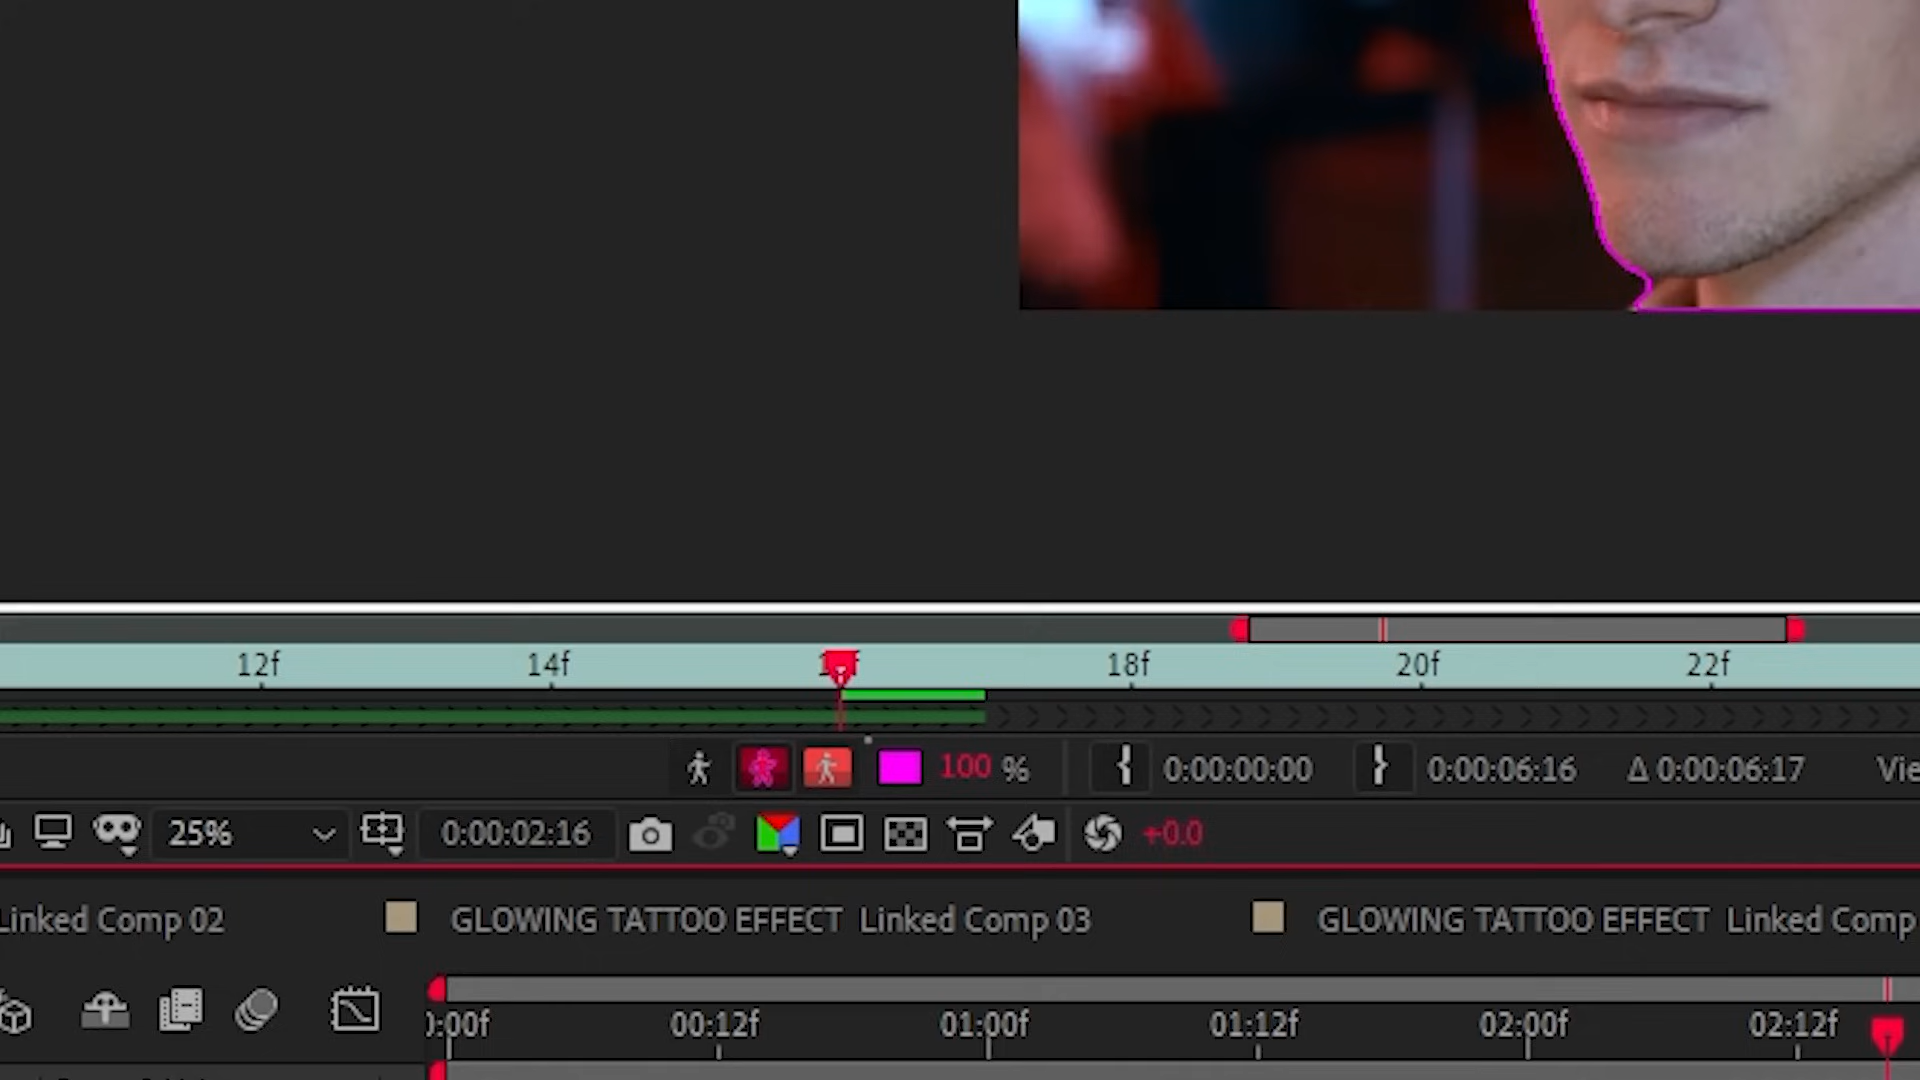 12f 14f 18f 20f 22f
100 % 0:00:00:00 0:00:06:16 Δ 0:00:06:17
25% 0:00:02:16 +0.0
Linked Comp 02 GLOWING TATTOO EFFECT Linked Comp 03 GLOWING TATTOO EFFECT Linked Comp
:00f 00:12f 01:00f 01:12f 02:00f 02:12f